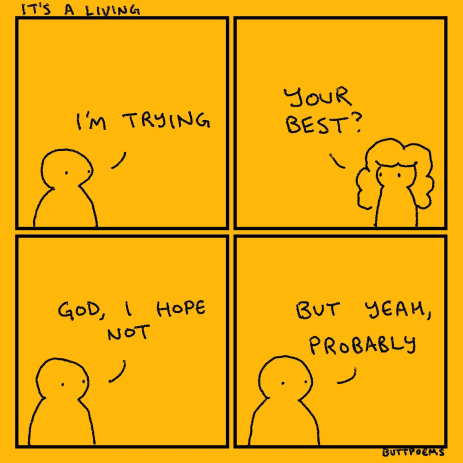 IT'S A LIVING
I'M TRYING
YOUR
BEST?
GOD, I HOPE
NOT
BUT YEAH,
PROBABLY
BUTTPOEMS